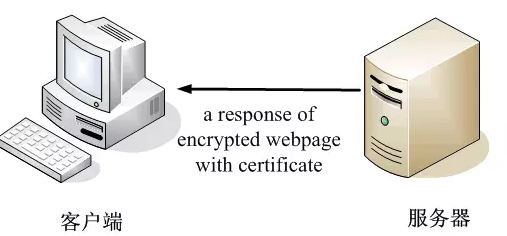 a response of
encrypted webpage
with certificate
客户端
服务器